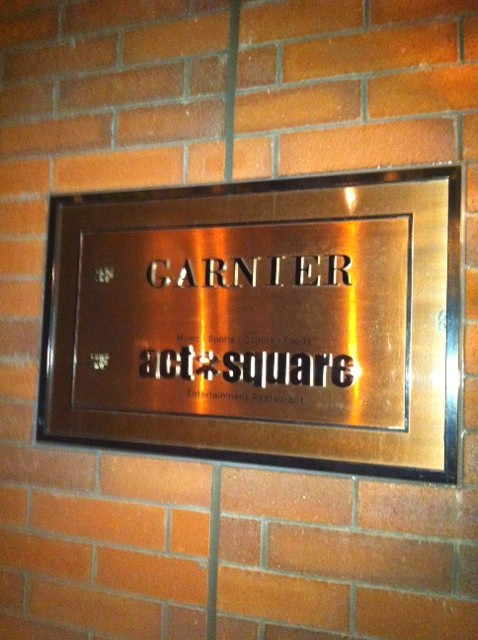 GARNIER
Music | Sports | Culture | Foods
act*square
Entertainment Restaurant